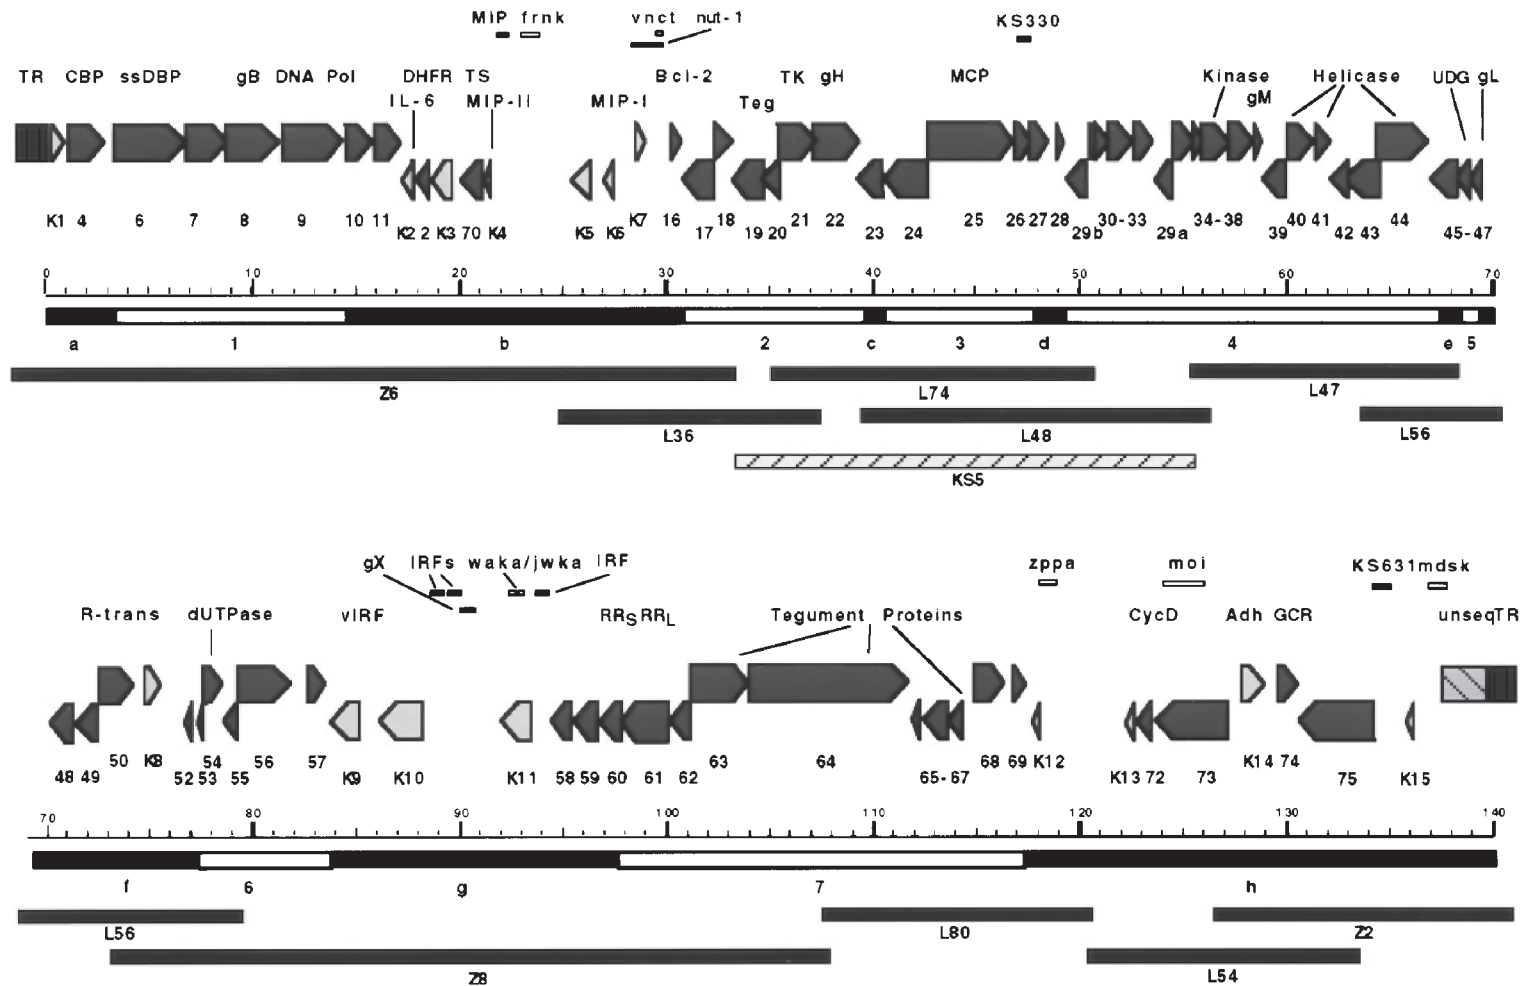 MIP frnk vnct nut-1 KS330
TR CBP ssDBP gB DNA Pol DHFR TS Bcl-2 TK gH MCP Kinase Helicase UDG gL
IL-6 MIP-II MIP-I Teg gM
K1 4 6 7 8 9 10 11 K7 16 18 21 22 25 26 27 28 30-33 34-38 40 41 44
K2 2 K3 70 K4 K5 K6 17 19 20 23 24 29b 29a 39 42 43 45-47
0 10 20 30 40 50 60 70
a 1 b 2 c 3 d 4 e 5
Z6 L74 L47
L36 L48 L56
KS5
gX IRFs waka/jwka IRF zppa moi KS631 mdsk
R-trans dUTPase vIRF RRS RRL Tegument Proteins CycD Adh GCR unseq TR
50 K8 54 56 57 63 64 68 69 K12 K14 74
48 49 52 53 55 K9 K10 K11 58 59 60 61 62 65-67 K13 72 73 75 K15
70 80 90 100 110 120 130 140
f 6 g 7 h
L56 L80 Z2
Z8 L54